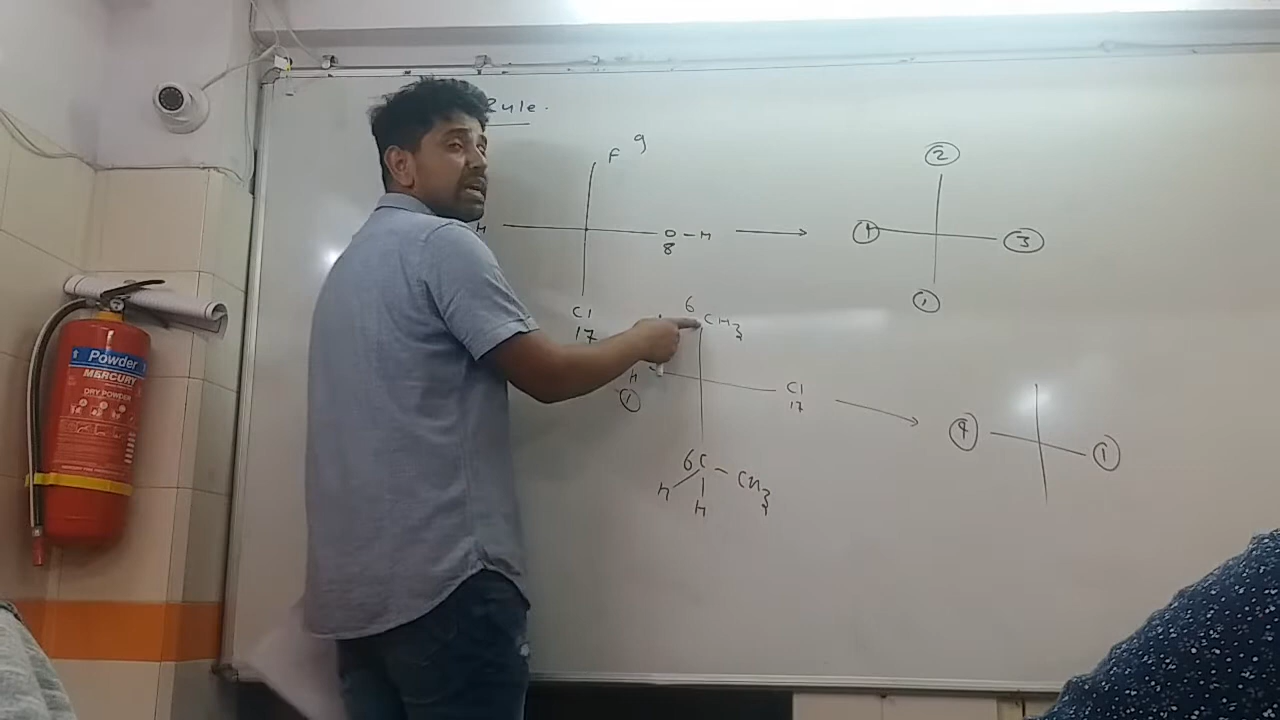 Rule.
F 9
H
O - H
8
Cl
17
②
④
③
①
6
CH3
H
①
Cl
17
6C - CH3
H
H
④
①
Powder
MERCURY
DRY POWDER